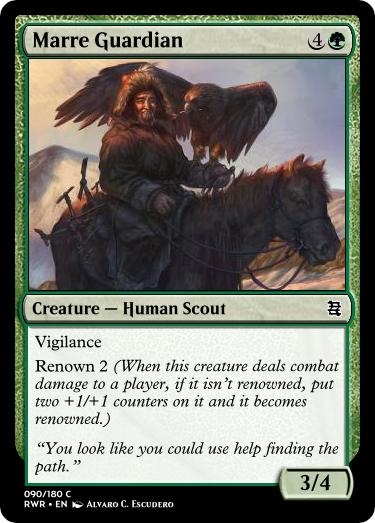 Marre Guardian 4
Creature — Human Scout
Vigilance
Renown 2 (When this creature deals combat
damage to a player, if it isn't renowned, put
two +1/+1 counters on it and it becomes
renowned.)
"You look like you could use help finding the
path."
3/4
090/180 C
RWR • EN Alvaro C. Escudero